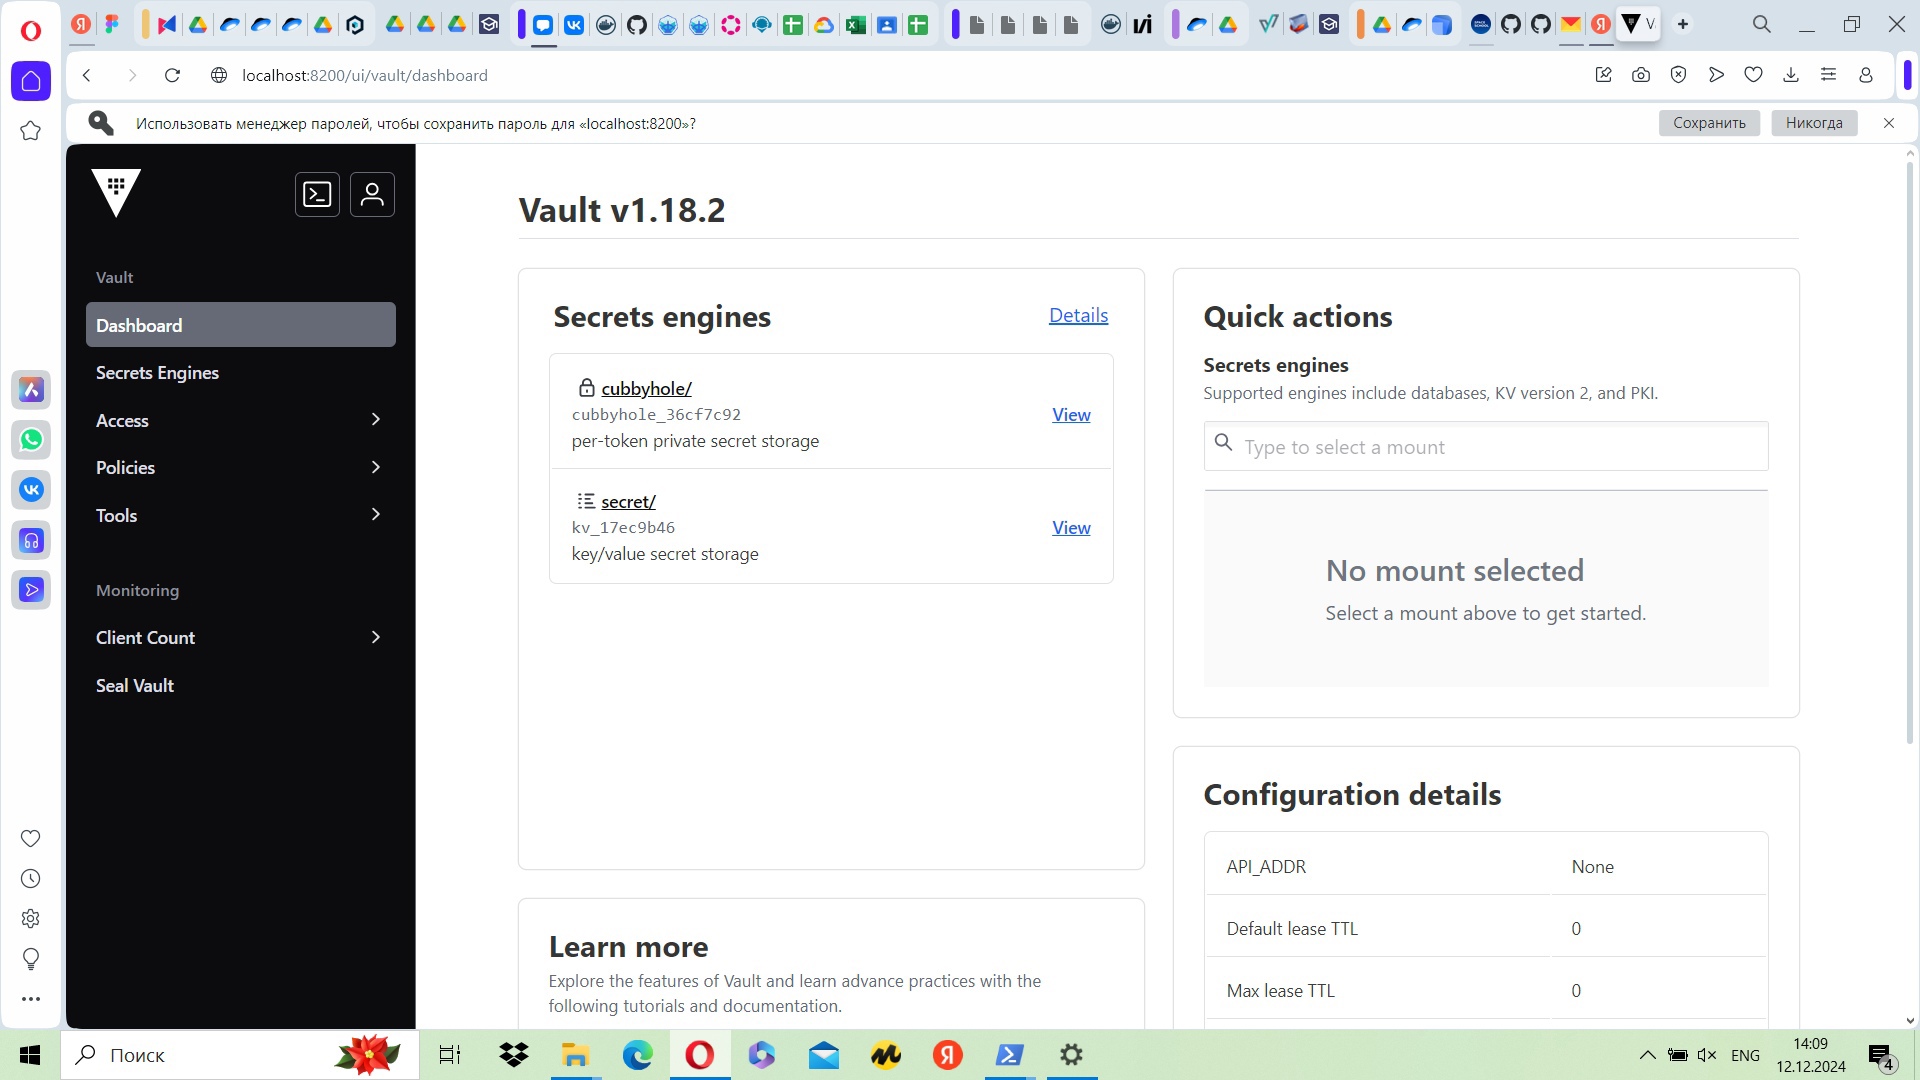 V
localhost:8200/ui/vault/dashboard
Использовать менеджер паролей, чтобы сохранить пароль для «localhost:8200»?
Сохранить
Никогда
Vault
Dashboard
Secrets Engines
Access
Policies
Tools
Monitoring
Client Count
Seal Vault
Vault v1.18.2
Secrets engines
Details
cubbyhole/
cubbyhole_36cf7c92
View
per-token private secret storage
secret/
kv_17ec9b46
View
key/value secret storage
Learn more
Explore the features of Vault and learn advance practices with the
following tutorials and documentation.
Quick actions
Secrets engines
Supported engines include databases, KV version 2, and PKI.
Type to select a mount
No mount selected
Select a mount above to get started.
Configuration details
API_ADDR
None
Default lease TTL
0
Max lease TTL
0
Поиск
ENG
14:09
12.12.2024
4